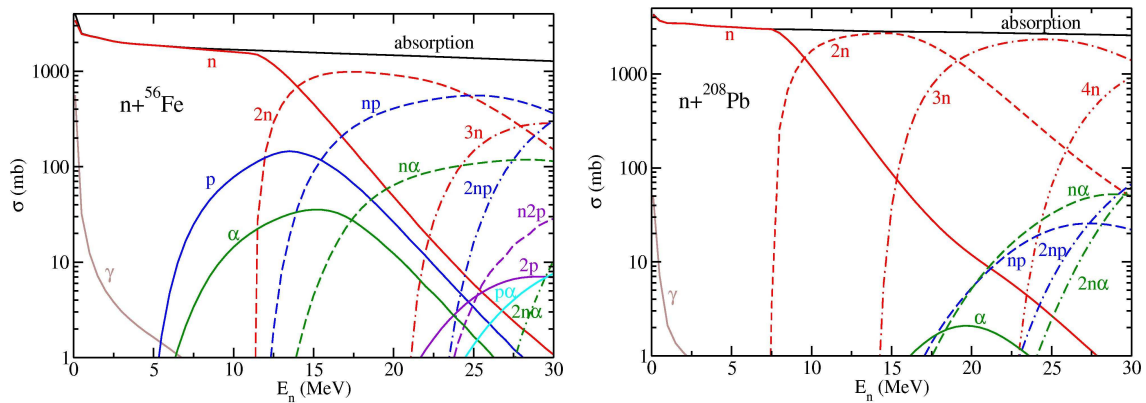 absorption
n
n+⁵⁶Fe
2n
np
3n
nα
p
2np
n2p
α
2p
γ
pα
2nα
1000
100
10
1
σ (mb)
0 5 10 15 20 25 30
Eₙ (MeV)
absorption
n
2n
n+²⁰⁸Pb
3n
4n
nα
np
2np
2nα
γ
α
1000
100
10
1
σ (mb)
0 5 10 15 20 25 30
Eₙ (MeV)